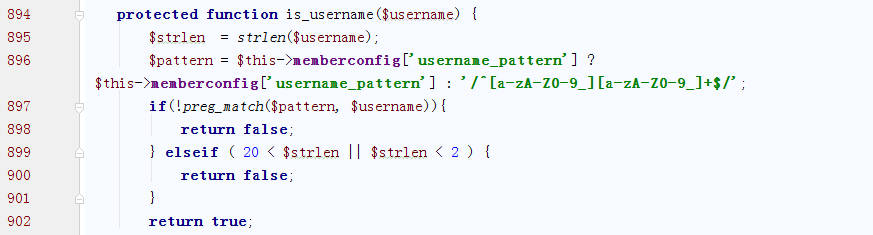 894 protected function is_username($username) {
895 $strlen = strlen($username);
896 $pattern = $this->memberconfig['username_pattern'] ?
$this->memberconfig['username_pattern'] : '/^[a-zA-Z0-9_][a-zA-Z0-9_]+$/';
897 if(!preg_match($pattern, $username)){
898 return false;
899 } elseif ( 20 < $strlen || $strlen < 2 ) {
900 return false;
901 }
902 return true;